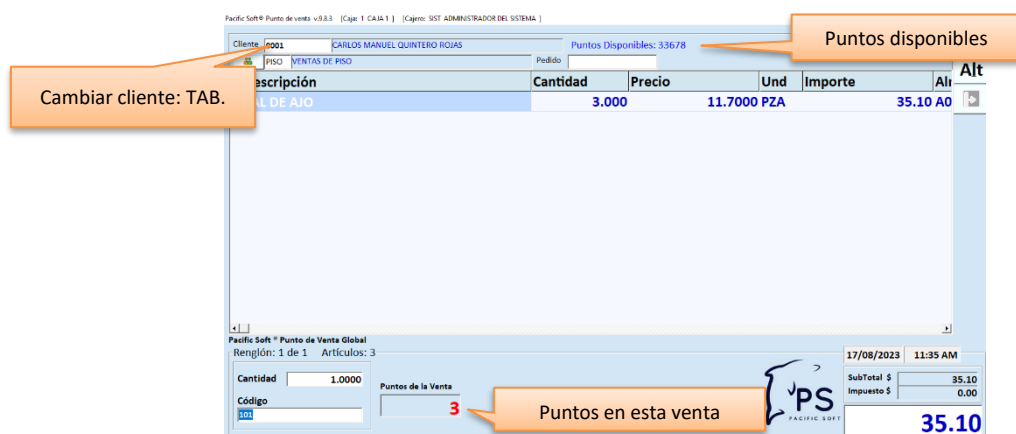 Pacific Soft® Punto de venta v.9.8.3 [Caja: 1 CAJA 1 ] [Cajero: SIST ADMINISTRADOR DEL SISTEMA ]
Puntos disponibles
Cliente 0001 CARLOS MANUEL QUINTERO ROJAS Puntos Disponibles: 33678
PISO VENTAS DE PISO Pedido
Alt
Cambiar cliente: TAB.
escripción Cantidad Precio Und Importe Alr
AL DE AJO 3.000 11.7000 PZA 35.10 A0
Pacific Soft ® Punto de Venta Global
Renglón: 1 de 1 Artículos: 3
17/08/2023 11:35 AM
Cantidad 1.0000
Puntos de la Venta
3
Código
101
Puntos en esta venta
PS
PACIFIC SOFT
SubTotal $ 35.10
Impuesto $ 0.00
35.10